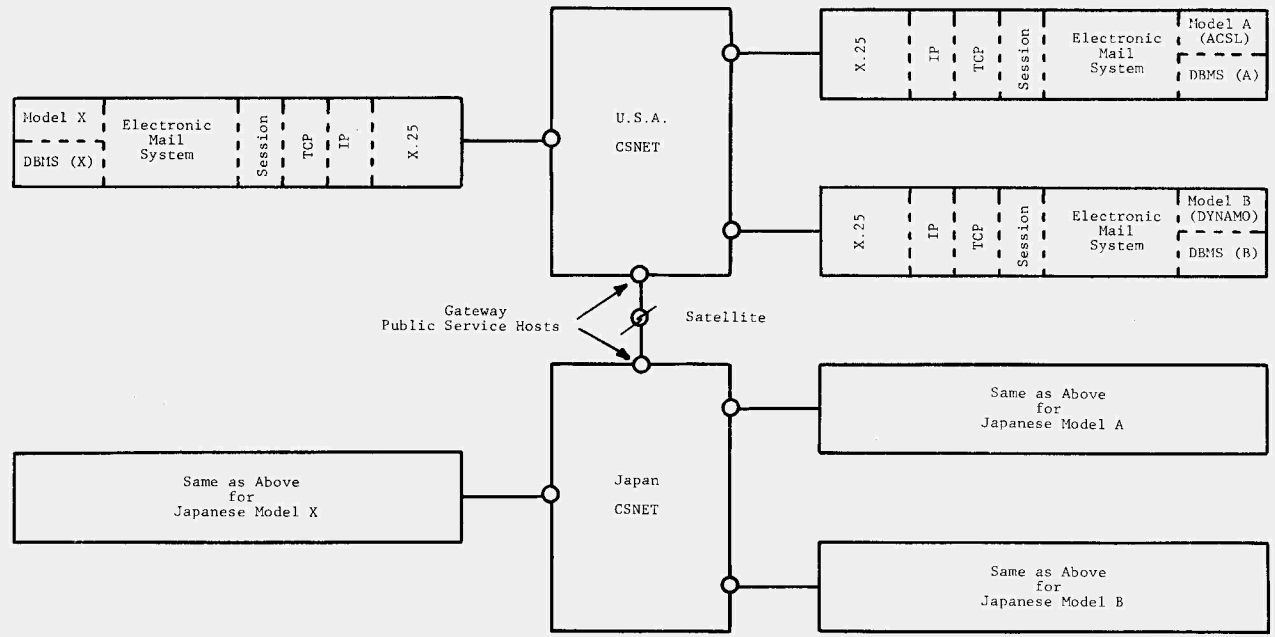 Model X
DBMS (X)
Electronic
Mail
System
Session
TCP
IP
X.25
U.S.A.
CSNET
X.25
IP
TCP
Session
Electronic
Mail
System
Model A
(ACSL)
DBMS (A)
X.25
IP
TCP
Session
Electronic
Mail
System
Model B
(DYNAMO)
DBMS (B)
Gateway
Public Service Hosts
Satellite
Same as Above
for
Japanese Model X
Japan
CSNET
Same as Above
for
Japanese Model A
Same as Above
for
Japanese Model B